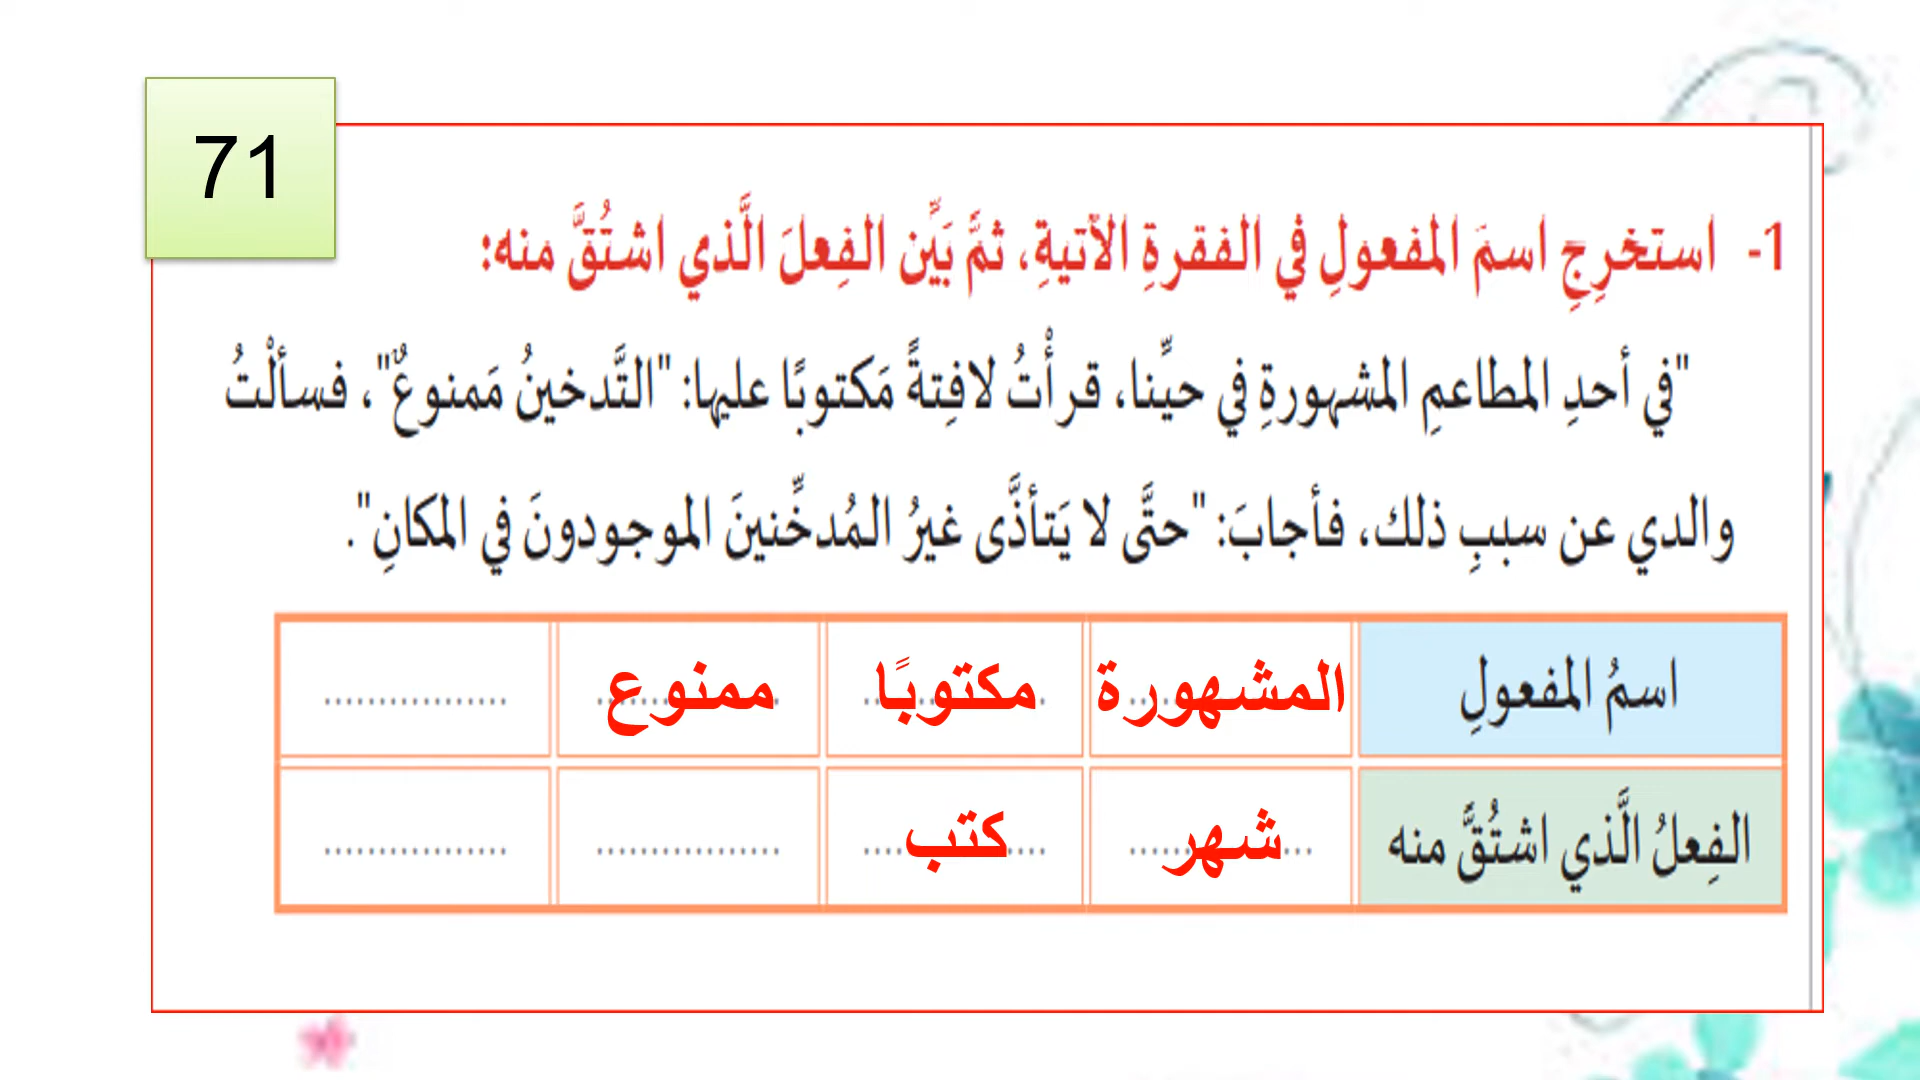 71
1- استخرِجِ اسمَ المفعولِ في الفقرةِ الآتيةِ، ثمَّ بَيِّن الفِعلَ الَّذي اشتُقَّ منه:
"في أحدِ المطاعمِ المشهورةِ في حيِّنا، قرأْتُ لافِتةً مَكتوبًا عليها: "التَّدخينُ مَمنوعٌ"، فسألْتُ
والدي عن سببِ ذلك، فأجابَ: "حتَّى لا يَتأذَّى غيرُ المُدخِّنينَ الموجودونَ في المكانِ".
اسمُ المفعولِ المشهورة مكتوبًا ممنوع ................
الفِعلُ الَّذي اشتُقَّ منه شهر كتب ................ ................